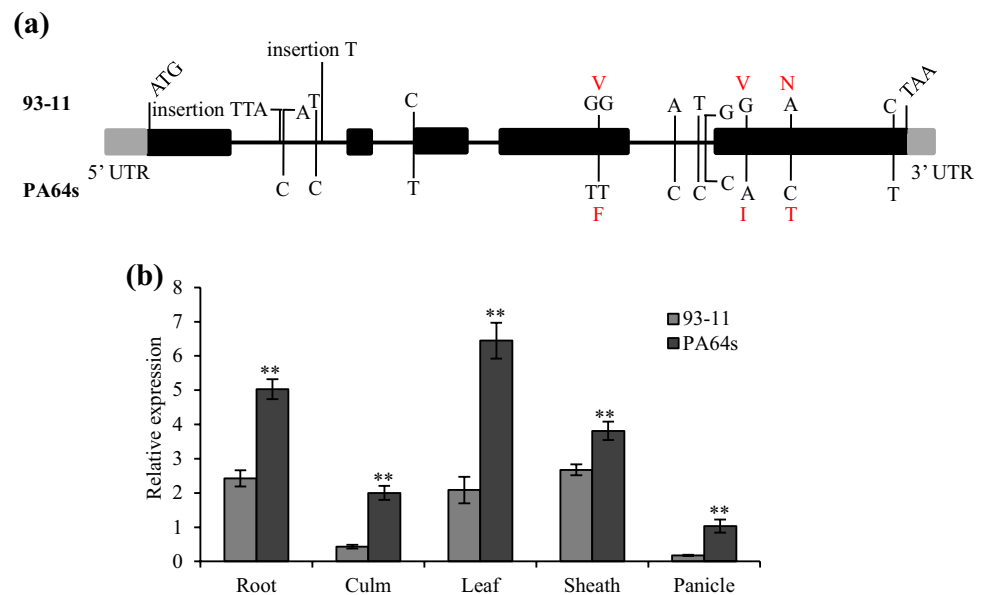 (a)
insertion T
ATG
V
V
N
TAA
93-11
insertion TTA
A
T
C
GG
A
T
G
G
A
C
5’ UTR
3’ UTR
PA64s
C
C
T
TT
C
C
C
A
C
T
F
I
T
(b)
8
7
6
5
4
3
2
1
0
Relative expression
**
**
**
**
**
93-11
PA64s
Root
Culm
Leaf
Sheath
Panicle